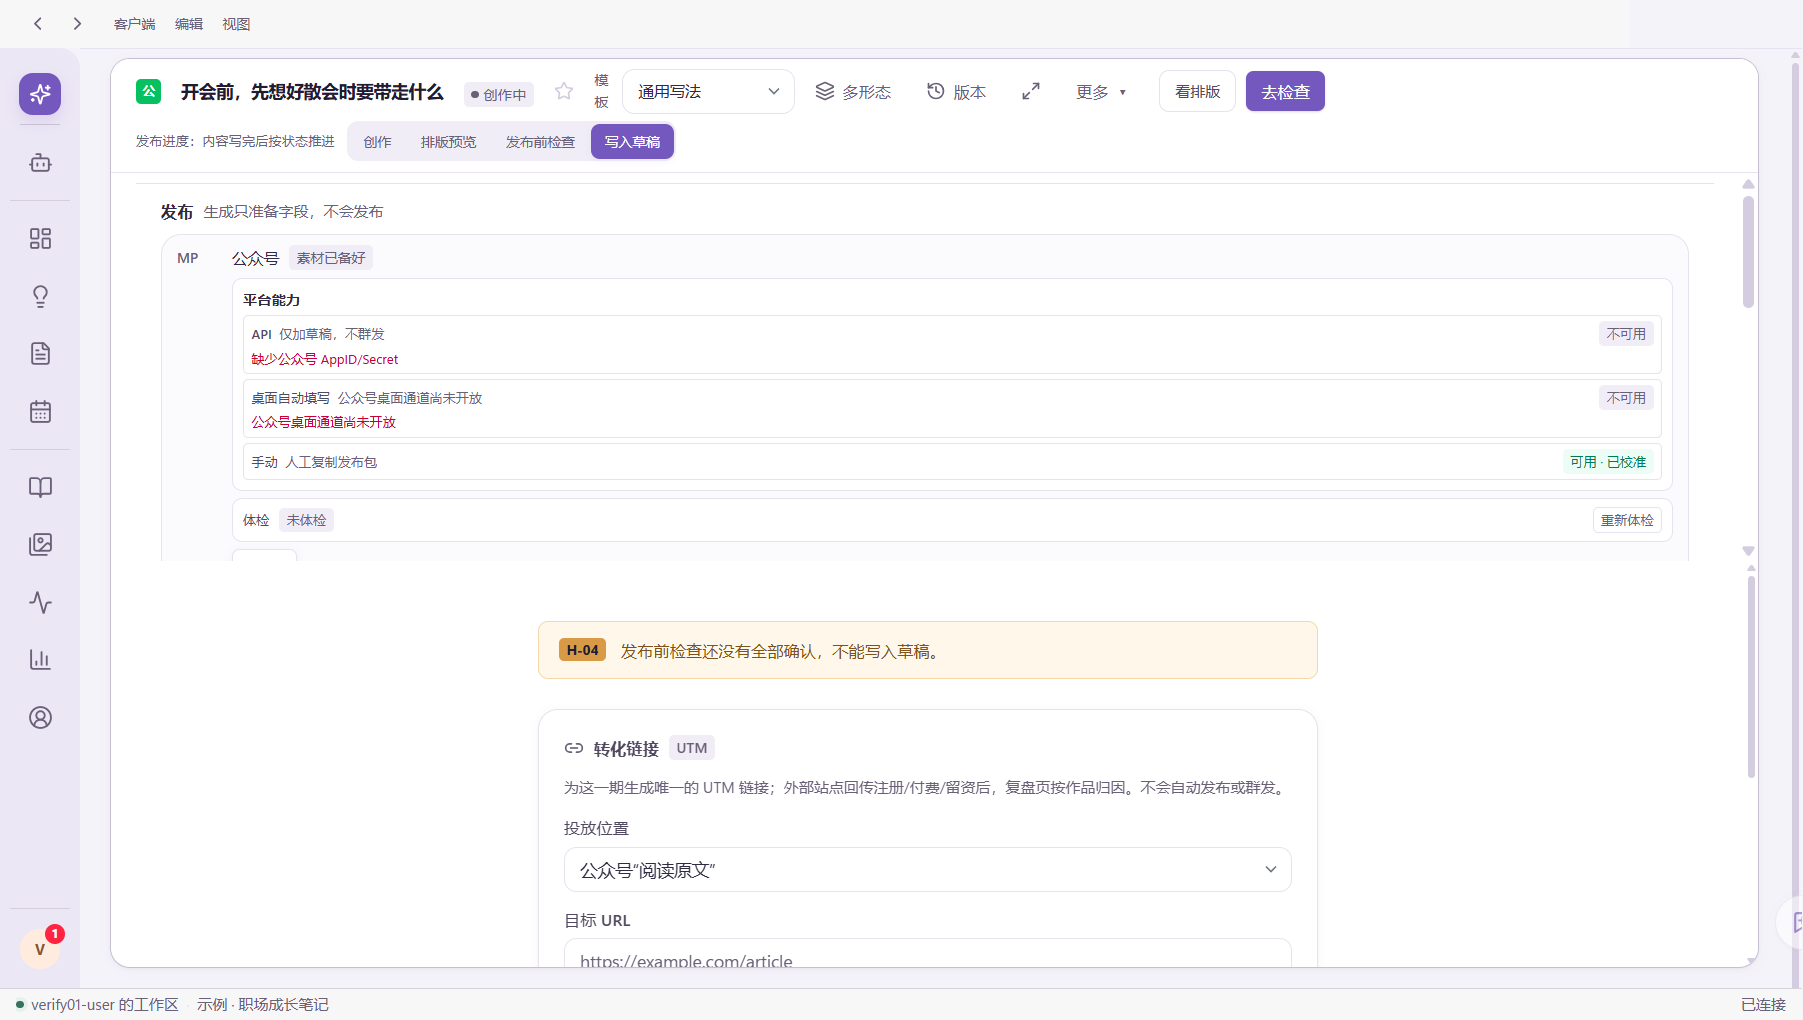 客户端 编辑 视图
公 开会前，先想好散会时要带走什么 创作中 模板 通用写法 多形态 版本 更多 看排版 去检查
发布进度：内容写完后按状态推进 创作 排版预览 发布前检查 写入草稿
发布 生成只准备字段，不会发布
MP 公众号 素材已备好
平台能力
API 仅加草稿，不群发 不可用
缺少公众号 AppID/Secret
桌面自动填写 公众号桌面通道尚未开放 不可用
公众号桌面通道尚未开放
手动 人工复制发布包 可用 · 已校准
体检 未体检 重新体检
H-04 发布前检查还没有全部确认，不能写入草稿。
转化链接 UTM
为这一期生成唯一的 UTM 链接；外部站点回传注册/付费/留资后，复盘页按作品归因。不会自动发布或群发。
投放位置
公众号“阅读原文”
目标 URL
https://example.com/article
V 1
verify01-user 的工作区 · 示例 · 职场成长笔记 已连接